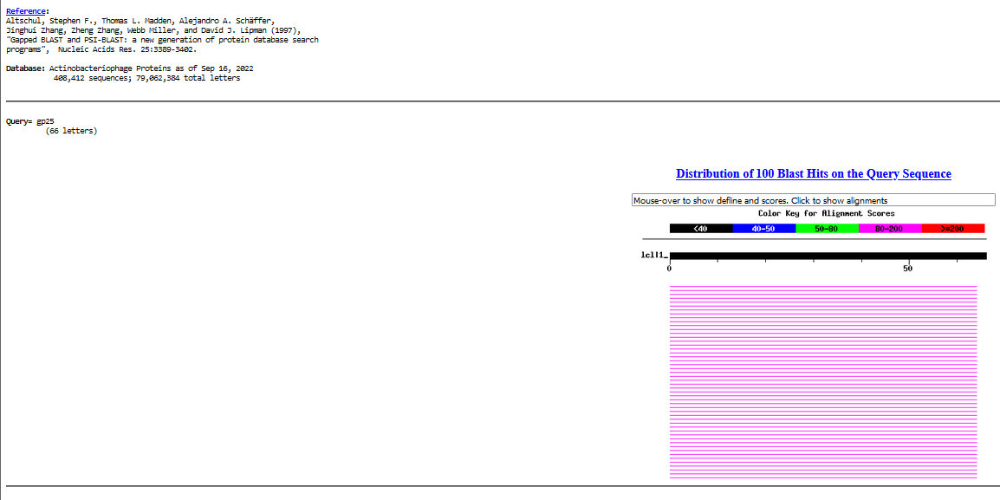 Reference:
Altschul, Stephen F., Thomas L. Madden, Alejandro A. Schäffer,
Jinghui Zhang, Zheng Zhang, Webb Miller, and David J. Lipman (1997),
"Gapped BLAST and PSI-BLAST: a new generation of protein database search
programs",  Nucleic Acids Res. 25:3389-3402.
Database: Actinobacteriophage Proteins as of Sep 16, 2022
408,412 sequences; 79,062,384 total letters
Query= gp25
(66 letters)
Distribution of 100 Blast Hits on the Query Sequence
Mouse-over to show defline and scores. Click to show alignments
Color Key for Alignment Scores
<40 40-50 50-80 80-200 >=200
lcl|1_
0 50